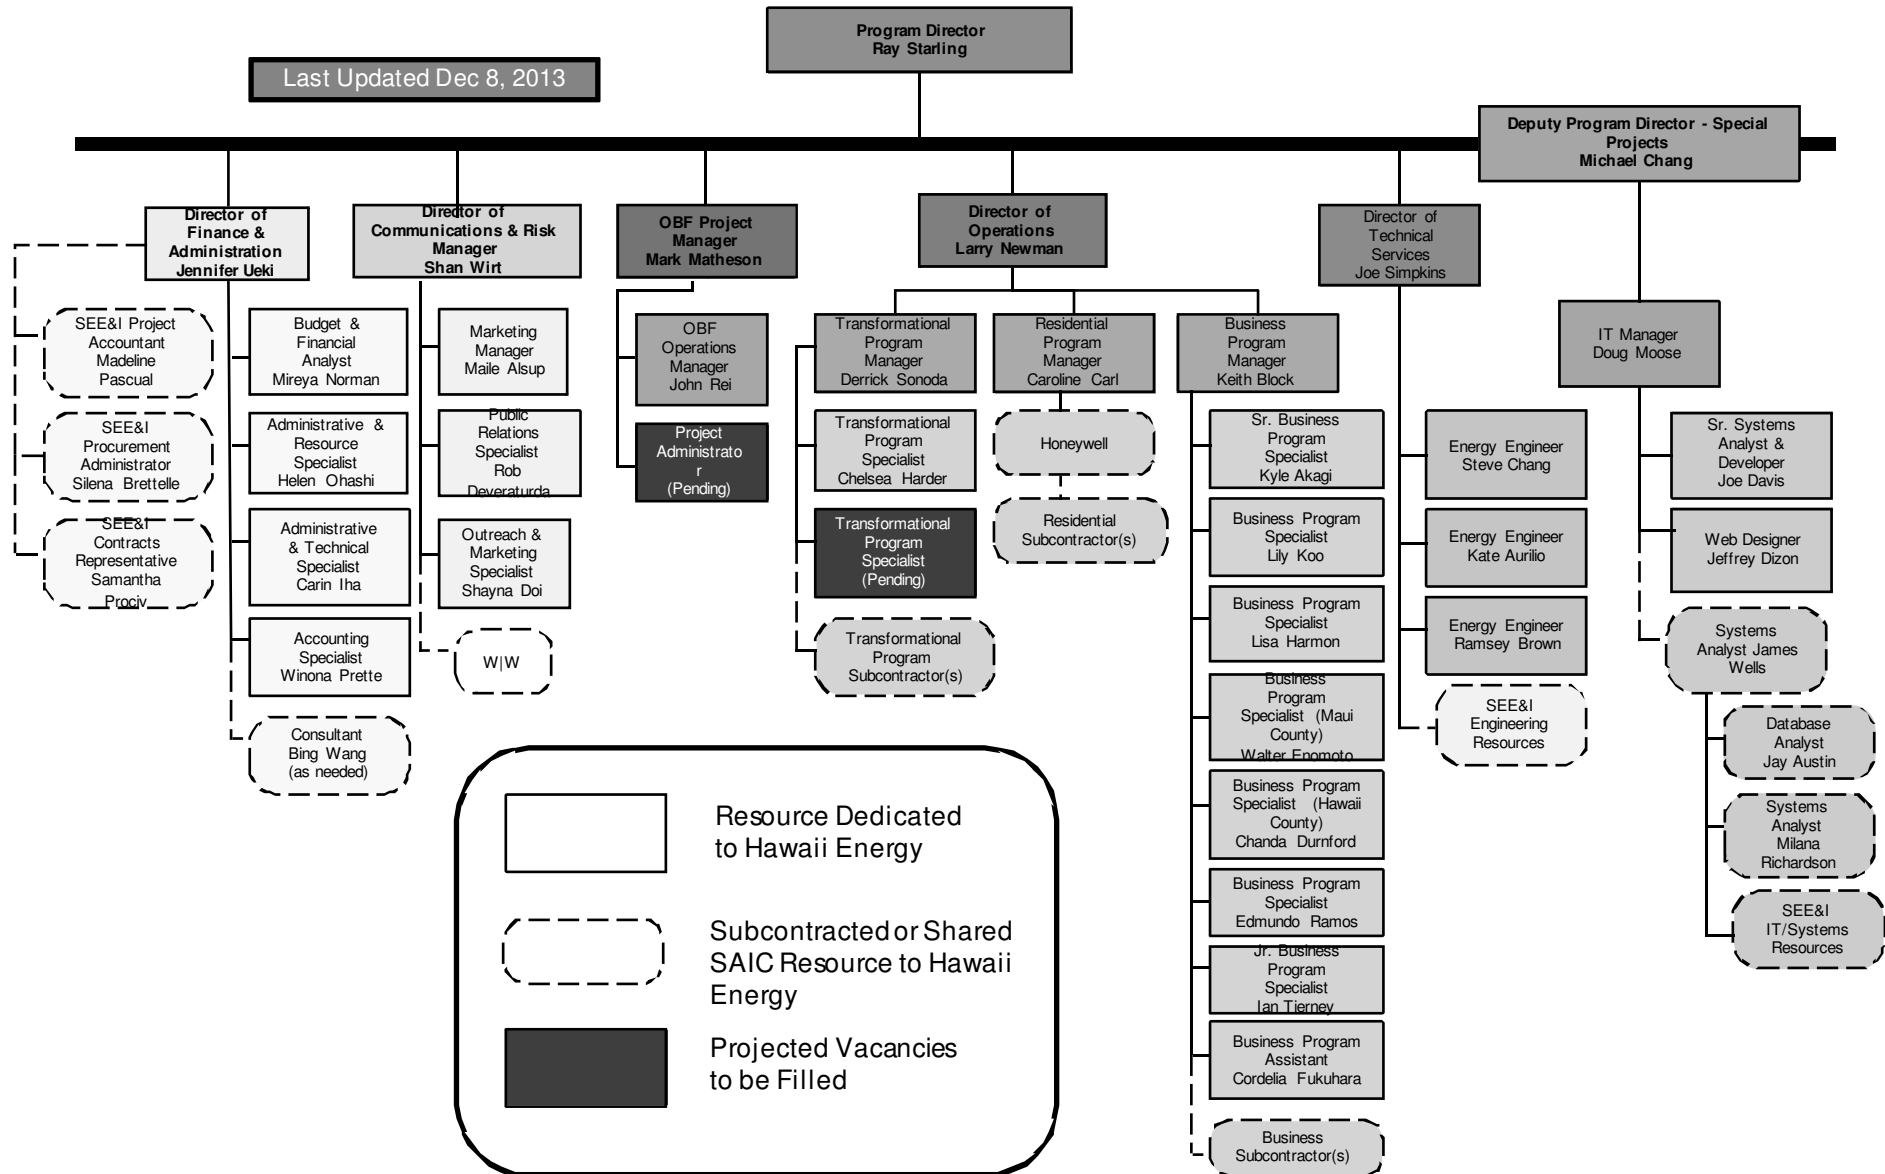 Program Director
Ray Starling
Last Updated Dec 8, 2013
Deputy Program Director - Special
Projects
Michael Chang
Director of
Finance &
Administration
Jennifer Ueki
Director of
Communications & Risk
Manager
Shan Wirt
OBF Project
Manager
Mark Matheson
Director of
Operations
Larry Newman
Director of
Technical
Services
Joe Simpkins
SEE&I Project
Accountant
Madeline
Pascual
SEE&I
Procurement
Administrator
Silena Brettelle
SEE&I
Contracts
Representative
Samantha
Prociv
Budget &
Financial
Analyst
Mireya Norman
Administrative &
Resource
Specialist
Helen Ohashi
Administrative
& Technical
Specialist
Carin Iha
Accounting
Specialist
Winona Prette
Consultant
Bing Wang
(as needed)
Marketing
Manager
Maile Alsup
Public
Relations
Specialist
Rob
Deveraturda
Outreach &
Marketing
Specialist
Shayna Doi
W|W
OBF
Operations
Manager
John Rei
Project
Administrato
r
(Pending)
Transformational
Program
Manager
Derrick Sonoda
Transformational
Program
Specialist
Chelsea Harder
Transformational
Program
Specialist
(Pending)
Transformational
Program
Subcontractor(s)
Residential
Program
Manager
Caroline Carl
Honeywell
Residential
Subcontractor(s)
Business
Program
Manager
Keith Block
Sr. Business
Program
Specialist
Kyle Akagi
Business Program
Specialist
Lily Koo
Business Program
Specialist
Lisa Harmon
Business
Program
Specialist (Maui
County)
Walter Enomoto
Business Program
Specialist (Hawaii
County)
Chanda Durnford
Business Program
Specialist
Edmundo Ramos
Jr. Business
Program
Specialist
Ian Tierney
Business Program
Assistant
Cordelia Fukuhara
Business
Subcontractor(s)
Energy Engineer
Steve Chang
Energy Engineer
Kate Aurilio
Energy Engineer
Ramsey Brown
SEE&I
Engineering
Resources
IT Manager
Doug Moose
Sr. Systems
Analyst &
Developer
Joe Davis
Web Designer
Jeffrey Dizon
Systems
Analyst James
Wells
Database
Analyst
Jay Austin
Systems
Analyst
Milana
Richardson
SEE&I
IT/Systems
Resources
Resource Dedicated
to Hawaii Energy
Subcontracted or Shared
SAIC Resource to Hawaii
Energy
Projected Vacancies
to be Filled